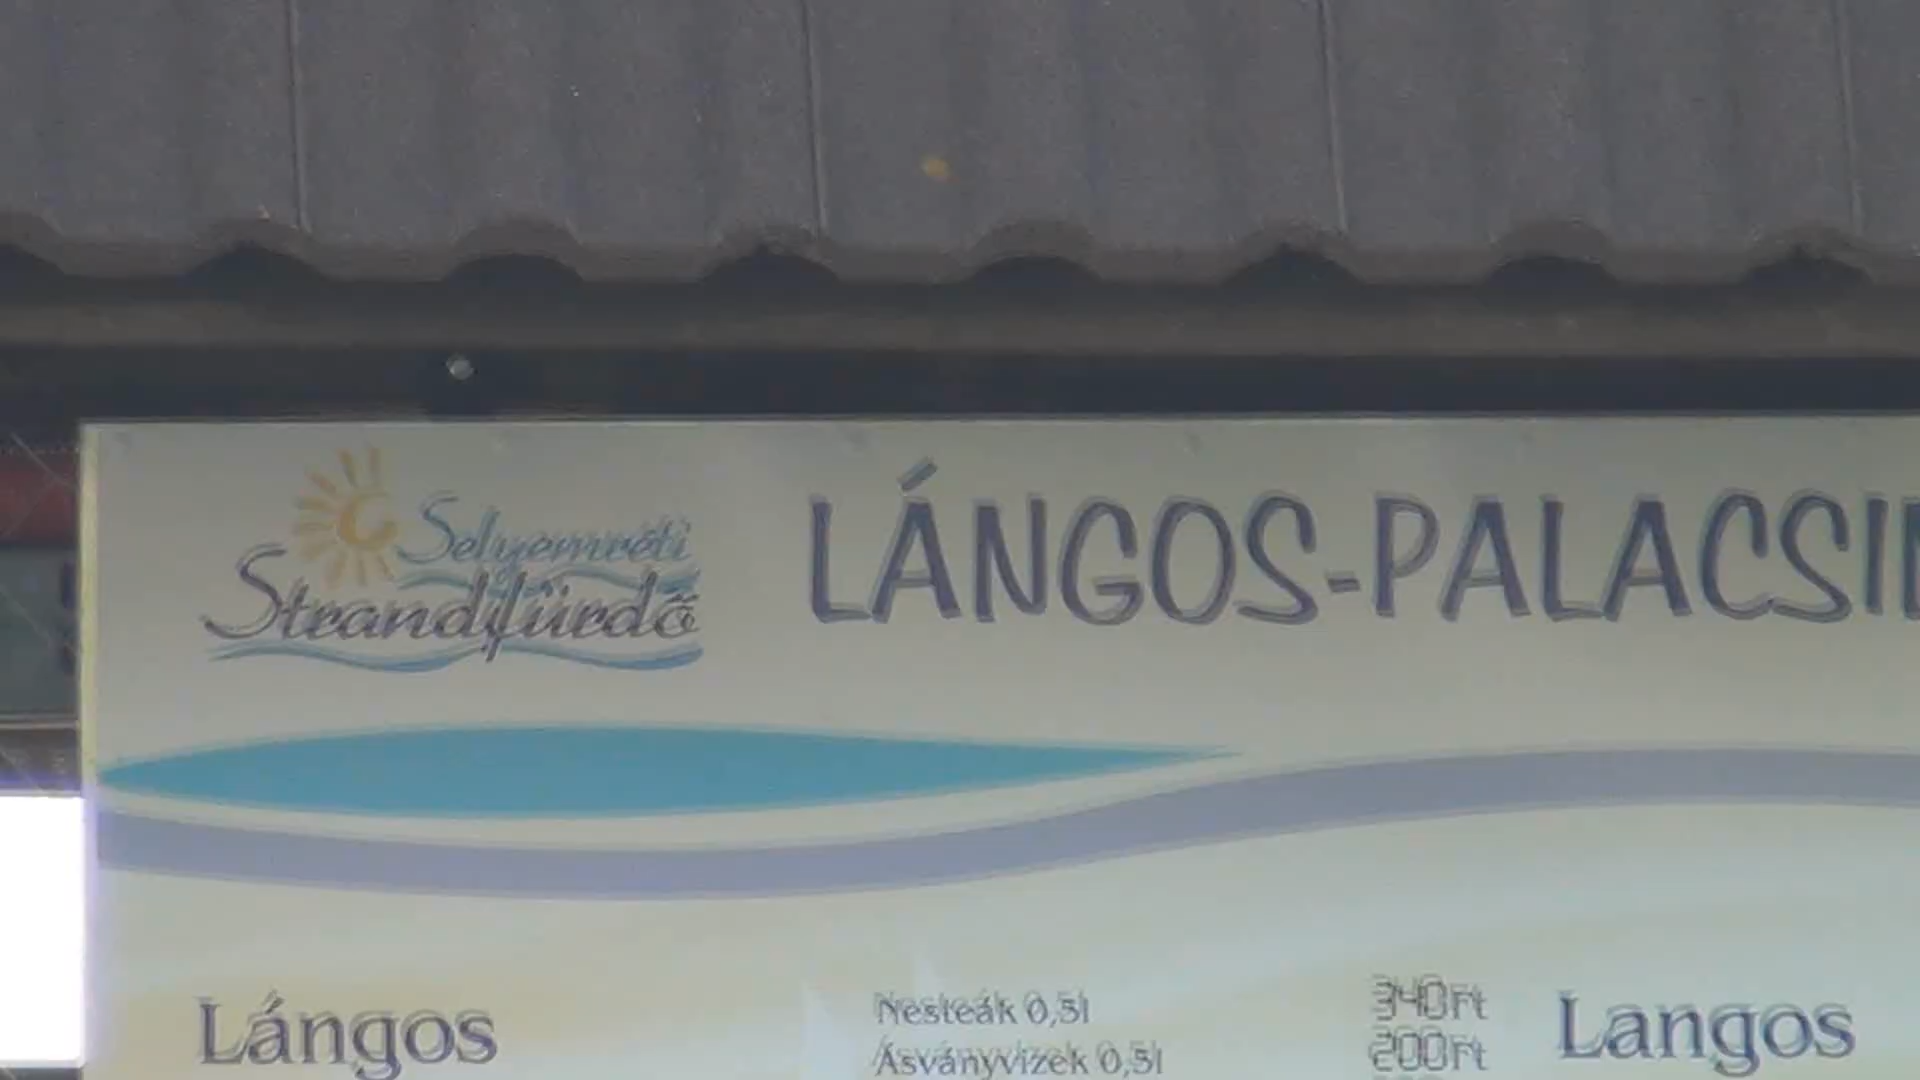 Selyemréti
Strandfürdő
LÁNGOS-PALACSI
Lángos
Nesteák 0,5l 340Ft
Ásványvizek 0,5l 200Ft
Langos